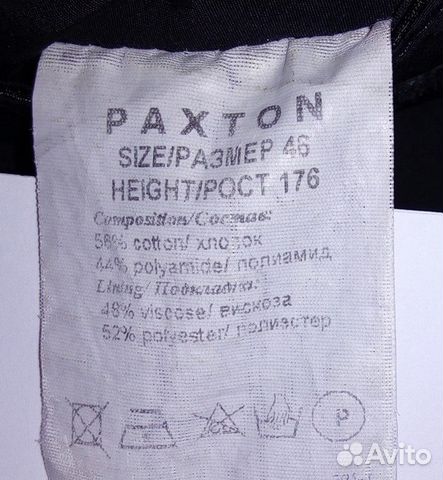 PAXTON
SIZE/РАЗМЕР 46
HEIGHT/РОСТ 176
Composition/Состав:
56% cotton/ хлопок
44% polyamide/ полиамид
Lining/ Подкладка:
48% viscose/ вискоза
52% polyester/ полиэстер
CL P
Avito